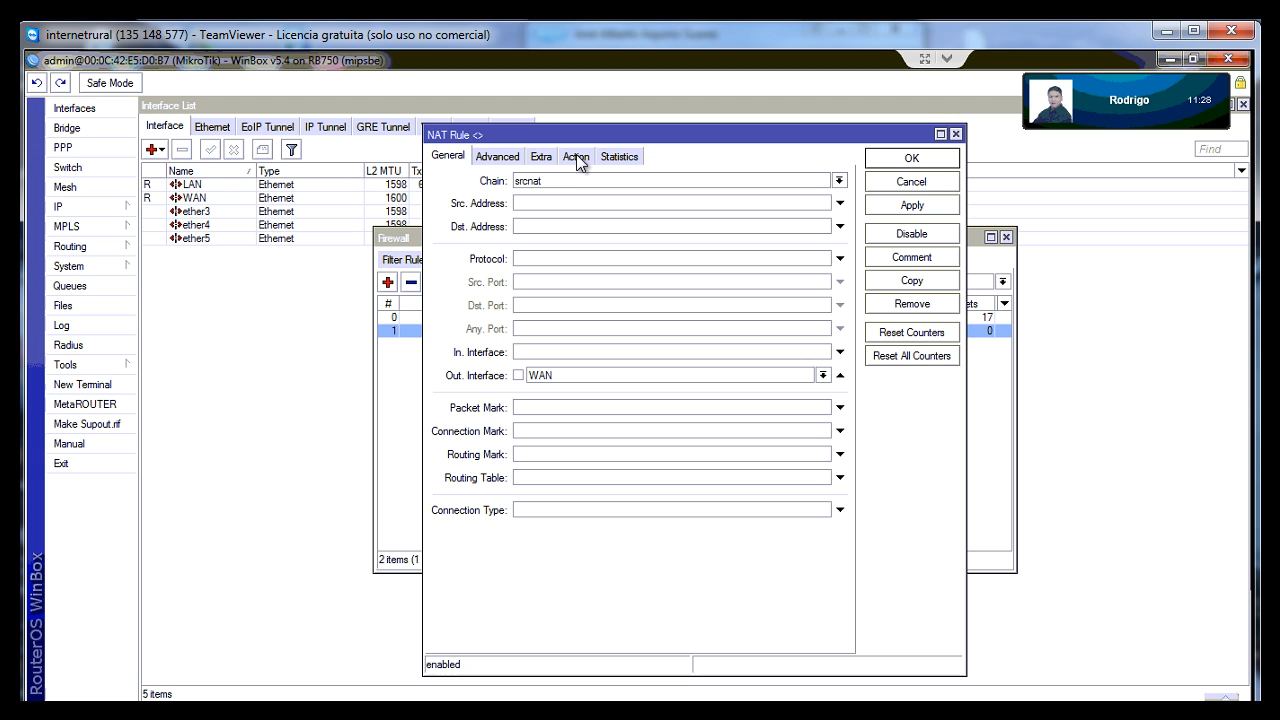 internetrural (135 148 577) - TeamViewer - Licencia gratuita (solo uso no comercial)
admin@00:0C:42:E5:D0:B7 (MikroTik) - WinBox v5.4 on RB750 (mipsbe)
Safe Mode
Rodrigo 11:28
Interfaces
Bridge
PPP
Switch
Mesh
IP
MPLS
Routing
System
Queues
Files
Log
Radius
Tools
New Terminal
MetaROUTER
Make Supout.rif
Manual
Exit
RouterOS WinBox
Interface List
Interface Ethernet EoIP Tunnel IP Tunnel GRE Tunnel
Find
Name Type L2 MTU Tx
R LAN Ethernet 1598 6
R WAN Ethernet 1600
ether3 Ethernet 1598
ether4 Ethernet 1598
ether5 Ethernet
5 items
Firewall
Filter Rule
# ets
0 17
1 0
2 items (1
NAT Rule <>
General Advanced Extra Action Statistics
Chain: srcnat
Src. Address:
Dst. Address:
Protocol:
Src. Port:
Dst. Port:
Any. Port:
In. Interface:
Out. Interface: WAN
Packet Mark:
Connection Mark:
Routing Mark:
Routing Table:
Connection Type:
OK
Cancel
Apply
Disable
Comment
Copy
Remove
Reset Counters
Reset All Counters
enabled